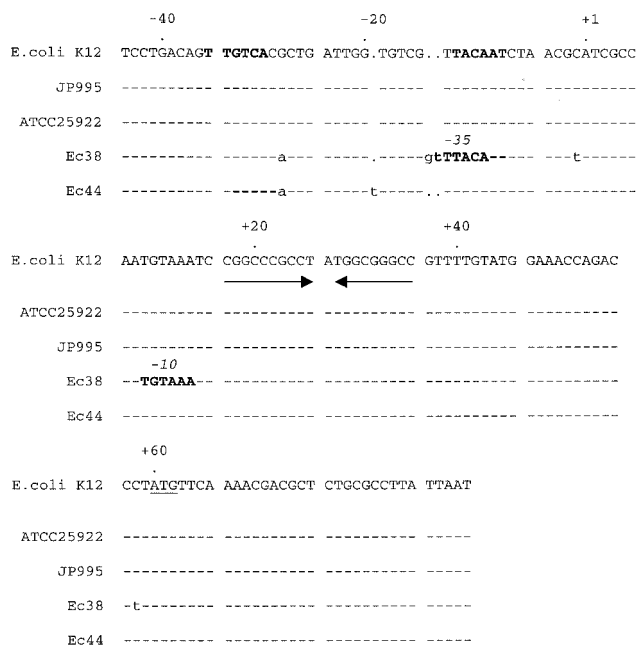 -40 -20 +1
E.coli K12 TCCTGACAGT TGTCACGCTG ATTGG.TGTCG..TTACAATCTAA ACGCATCGCC
JP995 ---------- ---------- ---------- ---------- ----------
ATCC25922 ---------- ---------- ---------- ---------- ----------
-35
Ec38 a . gtTTACA-- t
Ec44 a t ..
+20 +40
E.coli K12 AATGTAAATC CGGCCCGCCT ATGGCGGGCC GTTTTGTATG GAAACCAGAC
ATCC25922 ---------- ---------- ---------- ---------- ----------
JP995 ---------- ---------- ---------- ---------- ----------
-10
Ec38 --TGTAAA-- ---------- ---------- ---------- ----------
Ec44 ---------- ---------- ---------- ---------- ----------
+60
E.coli K12 CCTATGTTCA AAACGACGCT CTGCGCCTTA TTAAT
ATCC25922 ---------- ---------- ---------- -----
JP995 ---------- ---------- ---------- -----
Ec38 -t-------- ---------- ---------- -----
Ec44 ---------- ---------- ---------- -----